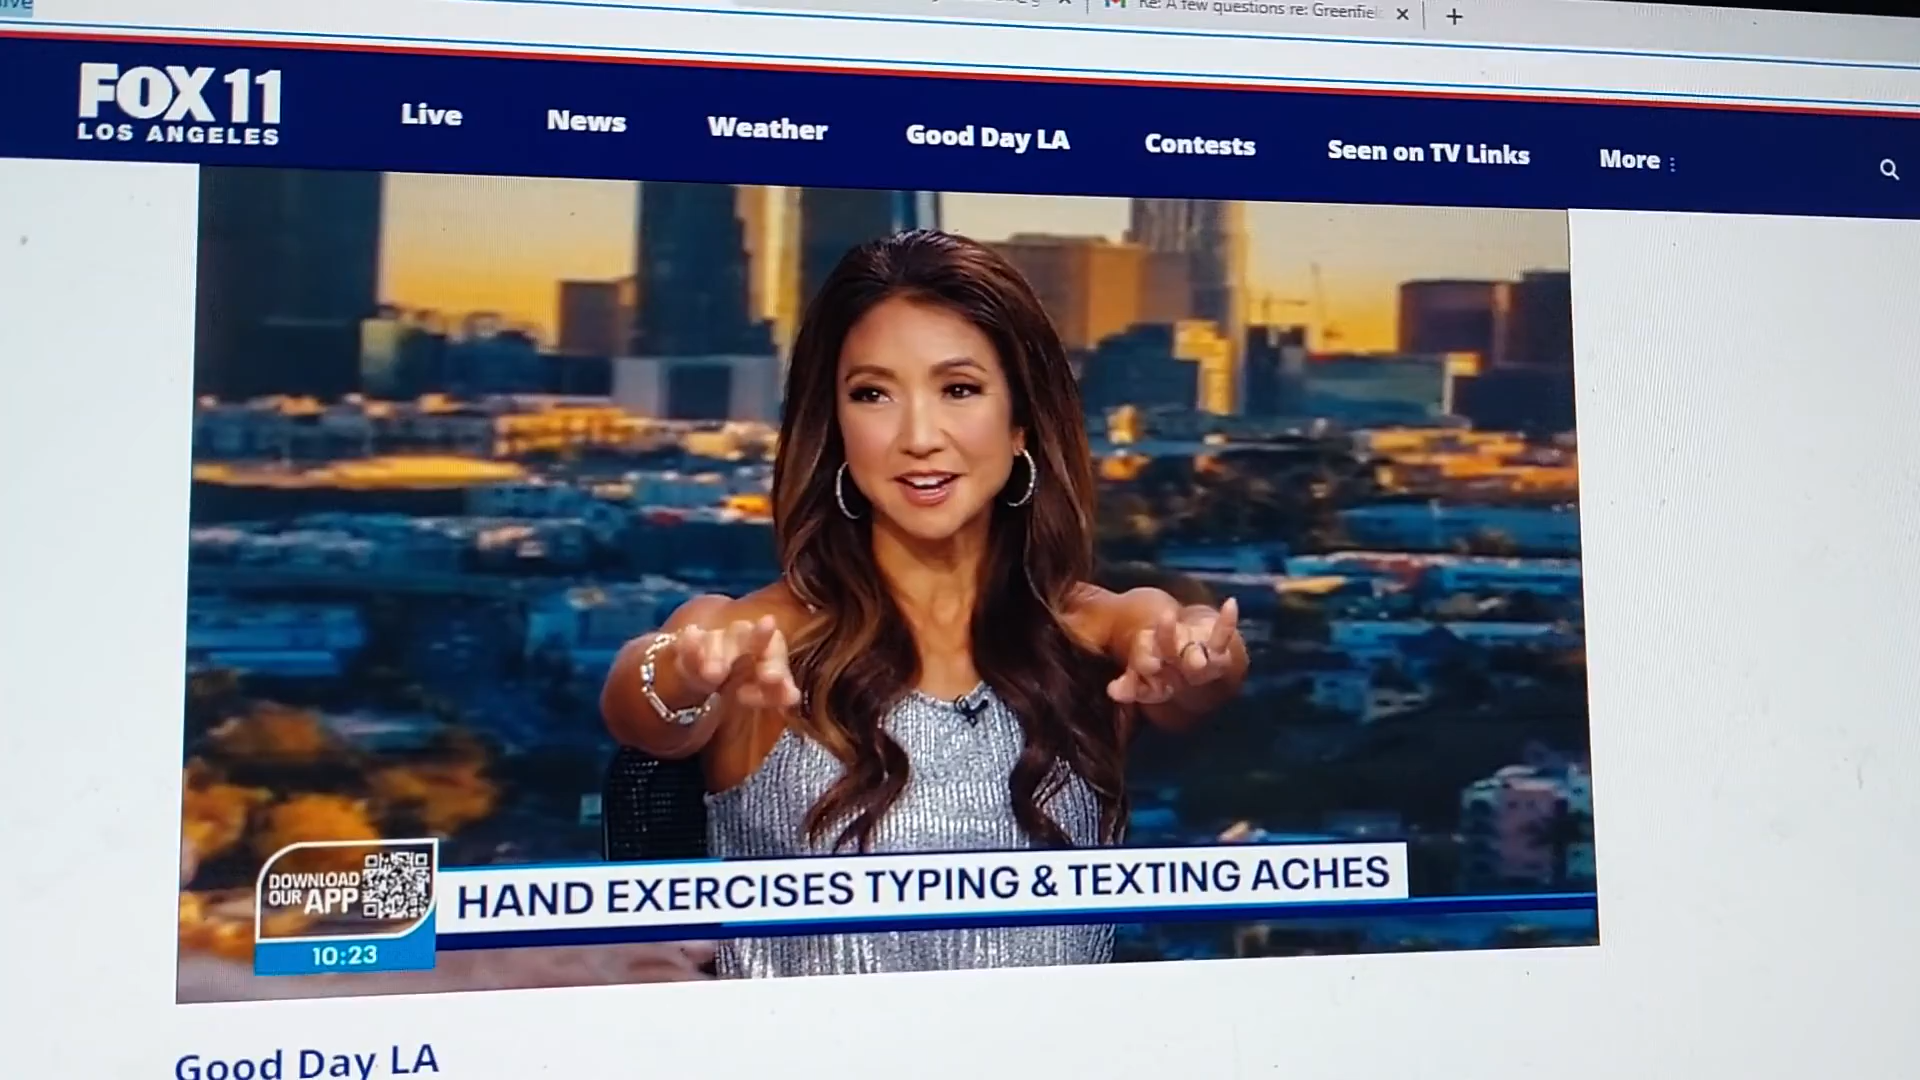 Re: A few questions re: Greenfiel
FOX 11
LOS ANGELES
Live
News
Weather
Good Day LA
Contests
Seen on TV Links
More
DOWNLOAD
OUR APP
10:23
HAND EXERCISES TYPING & TEXTING ACHES
Good Day LA